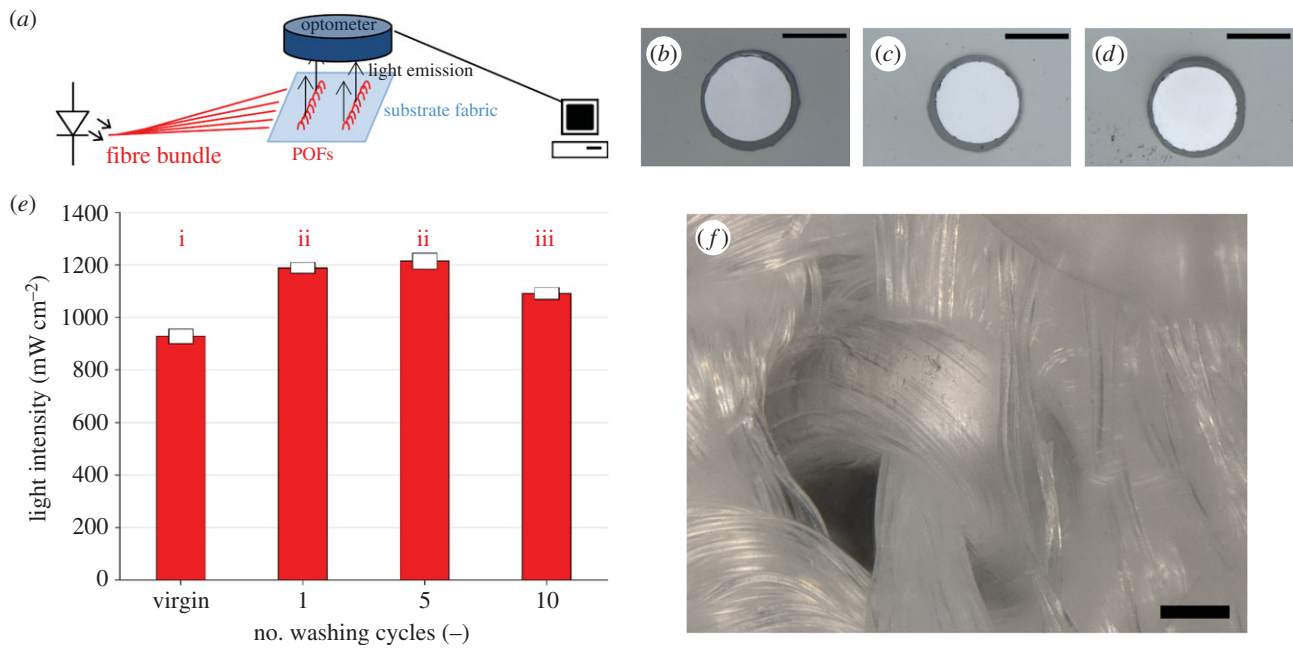 (a)
optometer
light emission
substrate fabric
fibre bundle
POFs
(b)
(c)
(d)
(e)
1400
1200
1000
800
600
400
200
0
light intensity (mW cm–2)
i
ii
ii
iii
virgin
1
5
10
no. washing cycles (–)
(f)